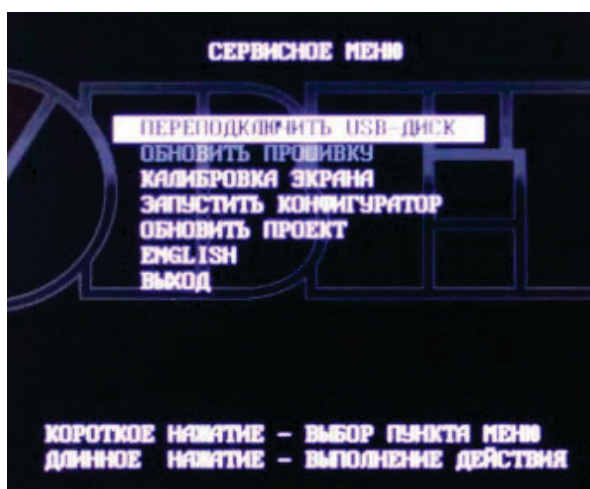 СЕРВИСНОЕ МЕНЮ
ПЕРЕПОДКЛЮЧИТЬ USB-ДИСК
ОБНОВИТЬ ПРОШИВКУ
КАЛИБРОВКА ЭКРАНА
ЗАПУСТИТЬ КОНФИГУРАТОР
ОБНОВИТЬ ПРОЕКТ
ENGLISH
ВЫХОД
КОРОТКОЕ НАЖАТИЕ – ВЫБОР ПУНКТА МЕНЮ
ДЛИННОЕ НАЖАТИЕ – ВЫПОЛНЕНИЕ ДЕЙСТВИЯ